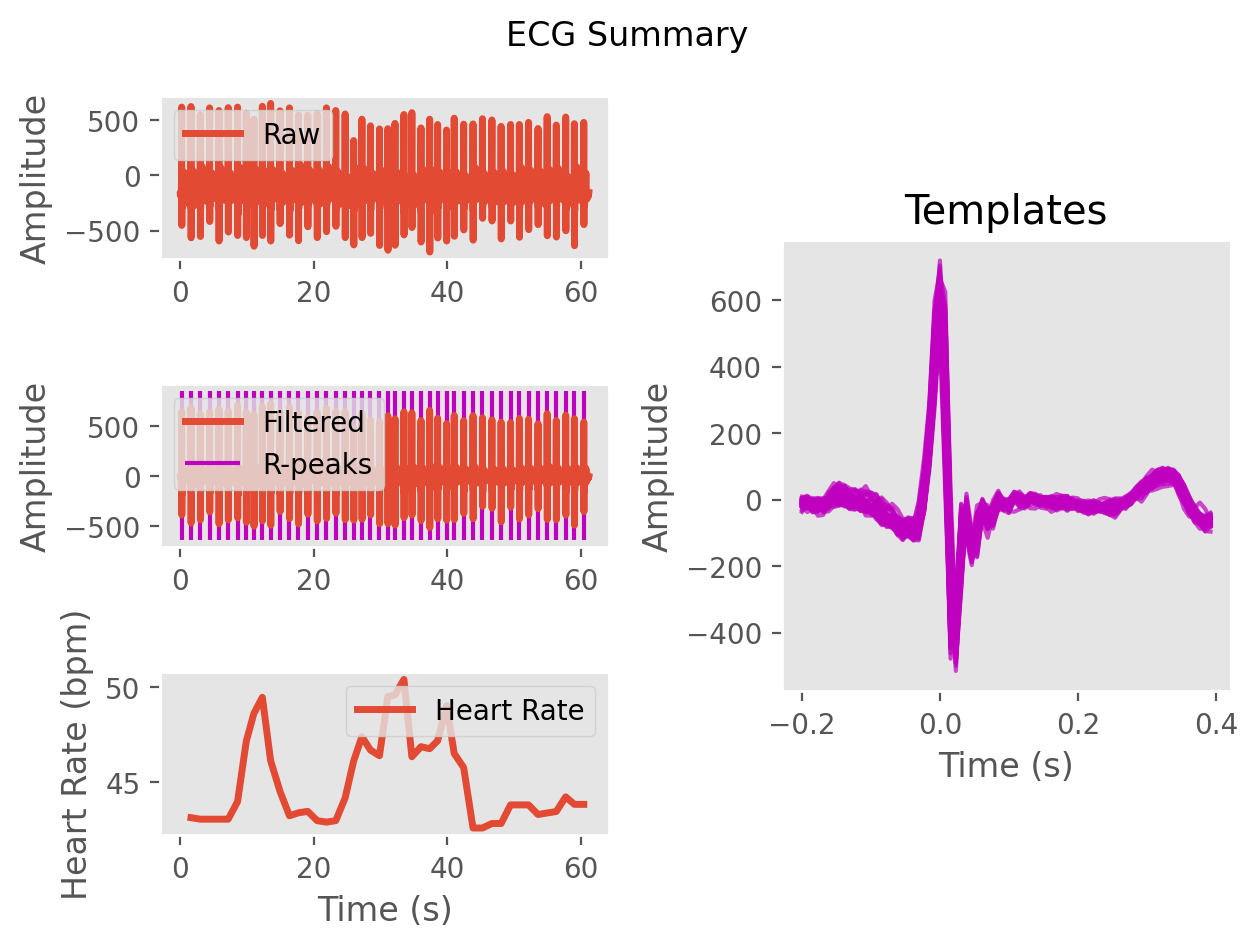 ECG Summary
Amplitude
500
0
−500
Raw
0 20 40 60
Amplitude
500
0
−500
Filtered
R-peaks
0 20 40 60
Heart Rate (bpm)
50
45
Heart Rate
0 20 40 60
Time (s)
Templates
Amplitude
600
400
200
0
−200
−400
−0.2 0.0 0.2 0.4
Time (s)